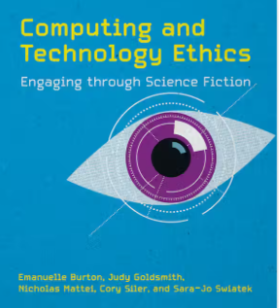 Computing and
Technology Ethics
Engaging through Science Fiction
Emanuelle Burton, Judy Goldsmith,
Nicholas Mattei, Cory Siler, and Sara-Jo Swiatek